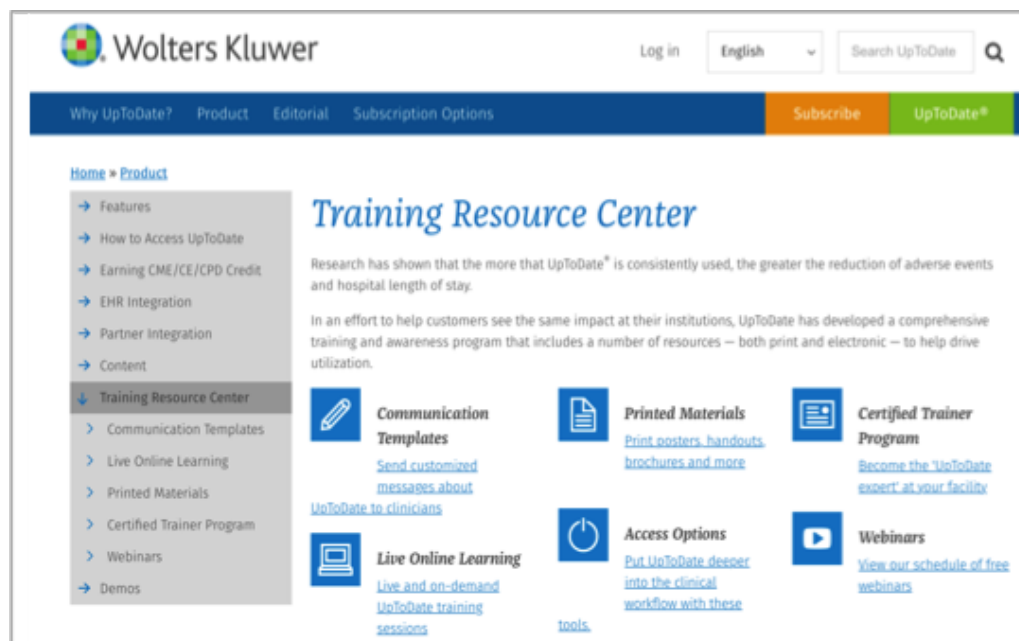 Wolters Kluwer
Log in
English
Search UpToDate
Why UpToDate? Product Editorial Subscription Options
Subscribe
UpToDate®
Home » Product
Features
How to Access UpToDate
Earning CME/CE/CPD Credit
EHR Integration
Partner Integration
Content
Training Resource Center
Communication Templates
Live Online Learning
Printed Materials
Certified Trainer Program
Webinars
Demos
Training Resource Center
Research has shown that the more that UpToDate® is consistently used, the greater the reduction of adverse events
and hospital length of stay.
In an effort to help customers see the same impact at their institutions, UpToDate has developed a comprehensive
training and awareness program that includes a number of resources — both print and electronic — to help drive
utilization.
Communication
Templates
Send customized
messages about
UpToDate to clinicians
Printed Materials
Print posters, handouts,
brochures and more
Certified Trainer
Program
Become the 'UpToDate
expert' at your facility
Live Online Learning
Live and on-demand
UpToDate training
sessions
Access Options
Put UpToDate deeper
into the clinical
workflow with these
tools.
Webinars
View our schedule of free
webinars